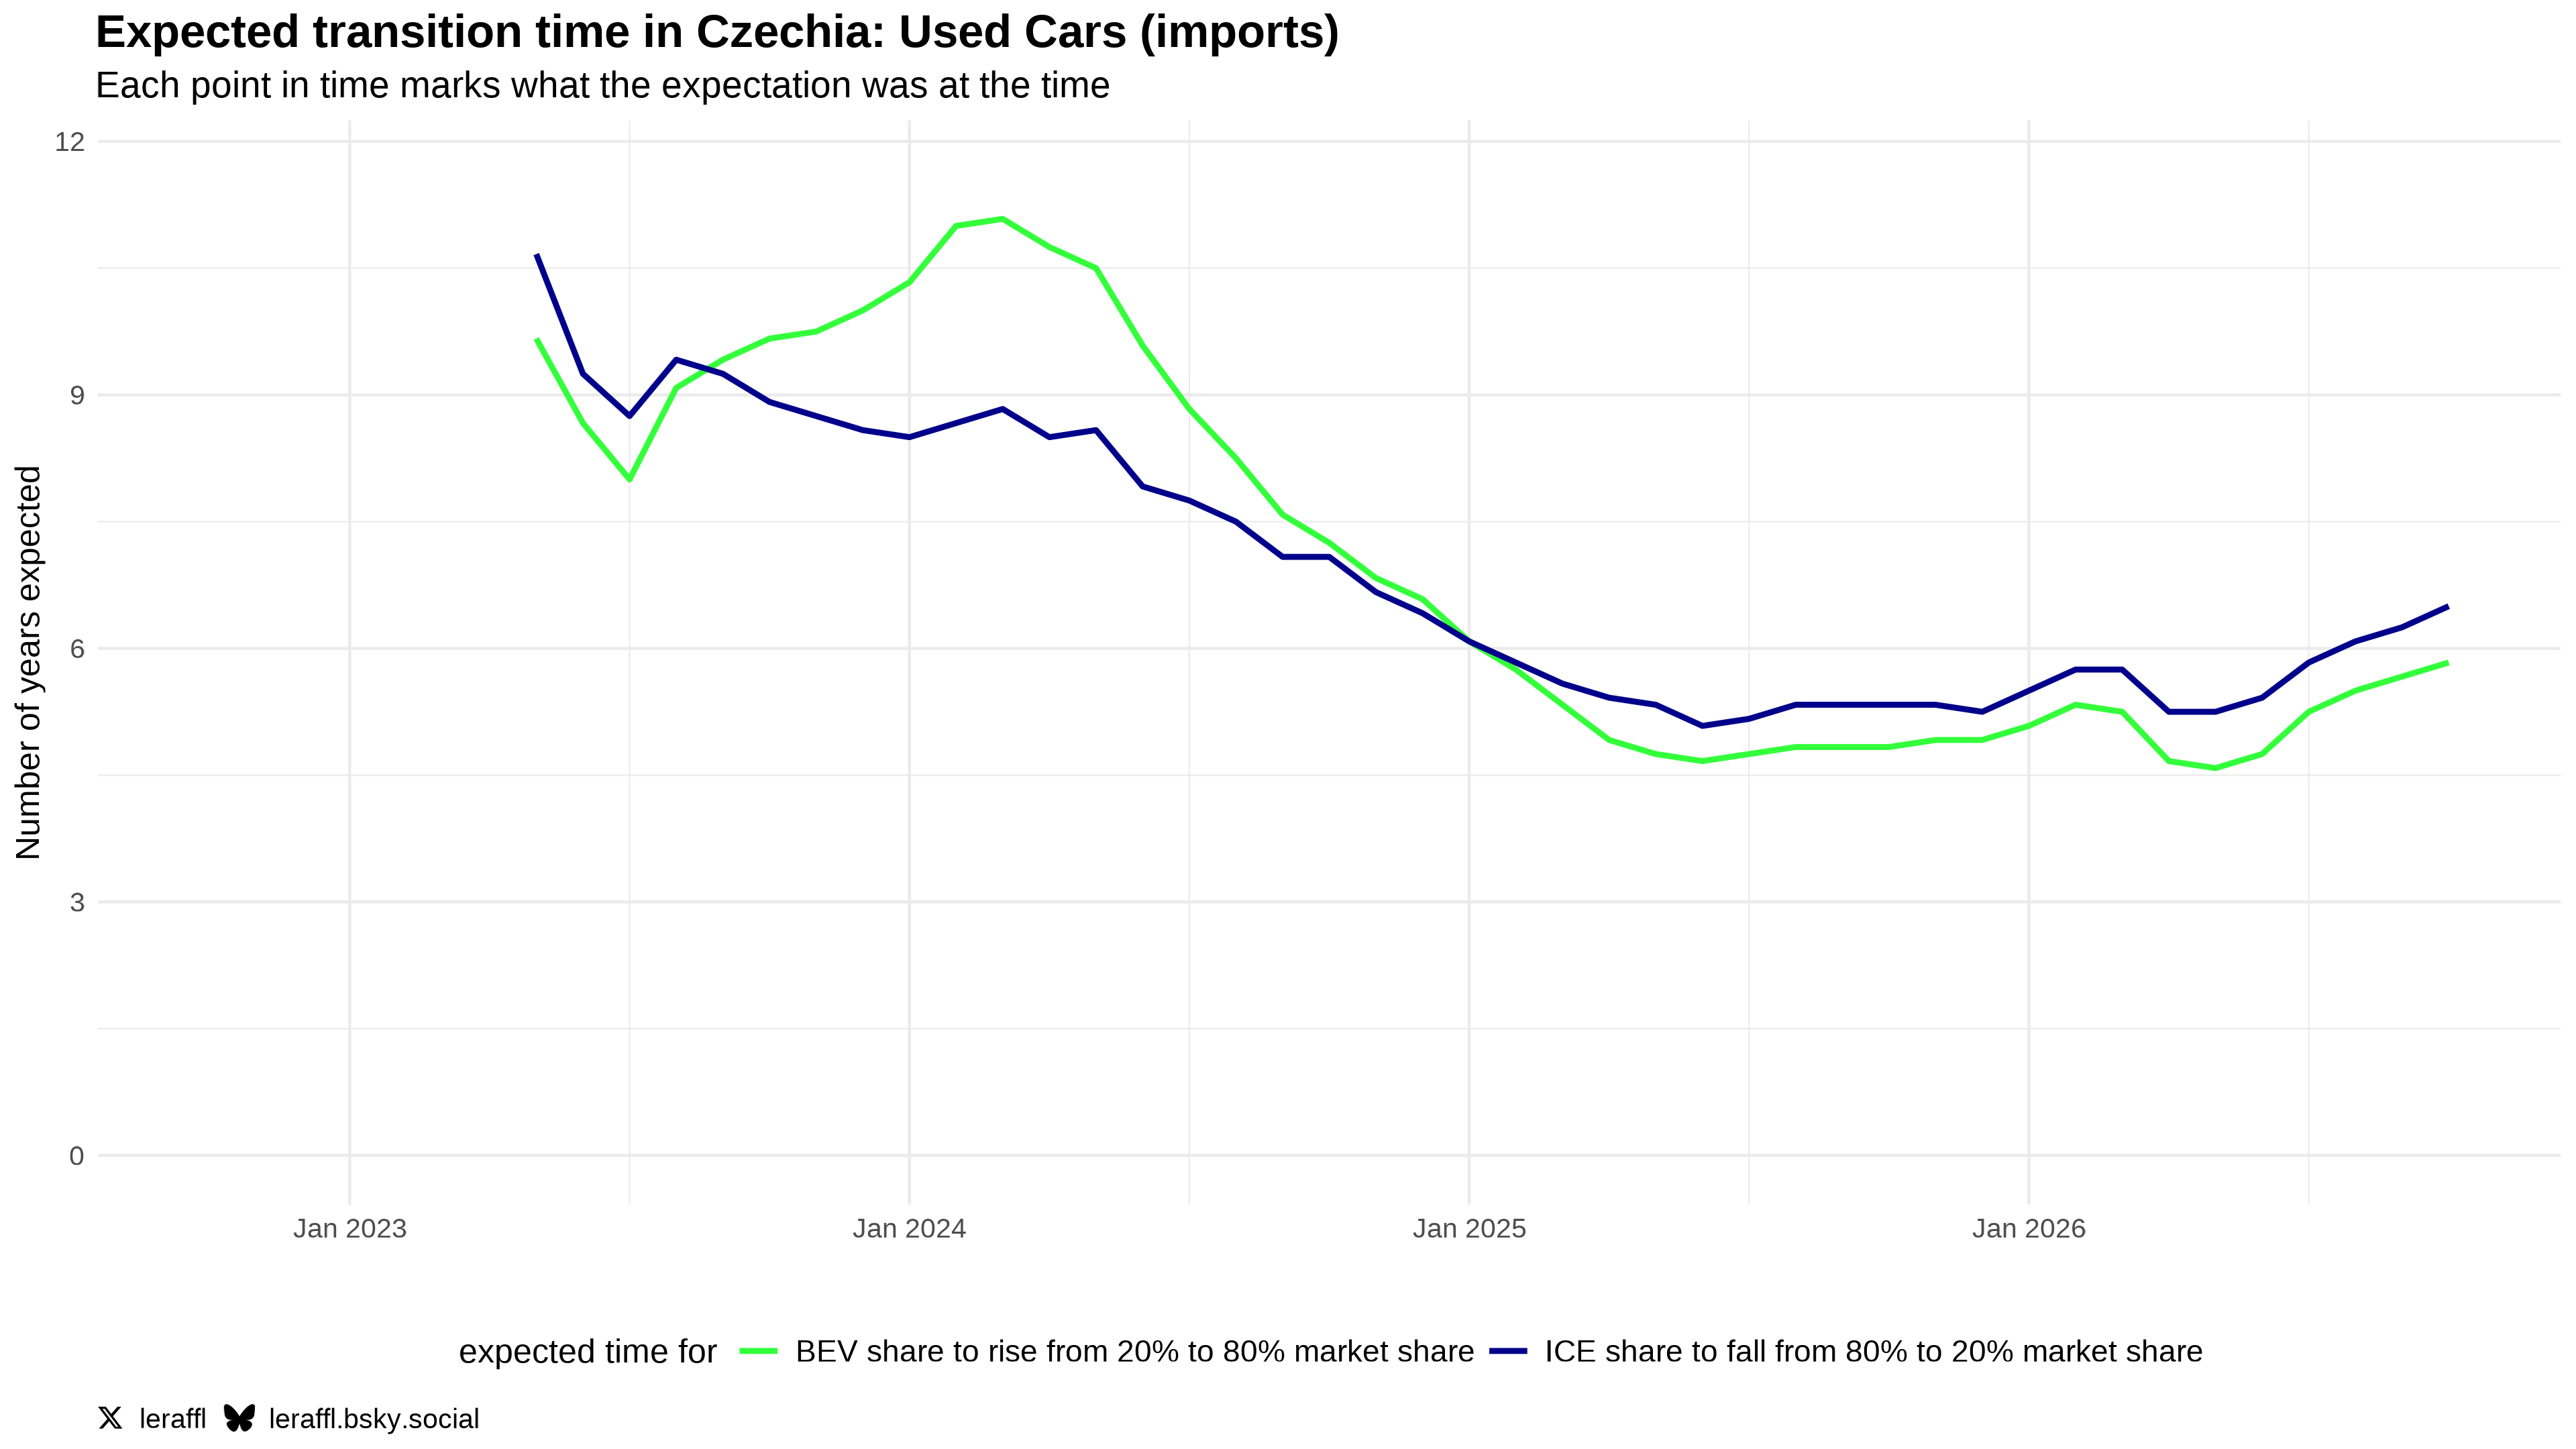 Expected transition time in Czechia: Used Cars (imports)
Each point in time marks what the expectation was at the time
Number of years expected
12
9
6
3
0
Jan 2023
Jan 2024
Jan 2025
Jan 2026
expected time for
BEV share to rise from 20% to 80% market share
ICE share to fall from 80% to 20% market share
leraffl
leraffl.bsky.social